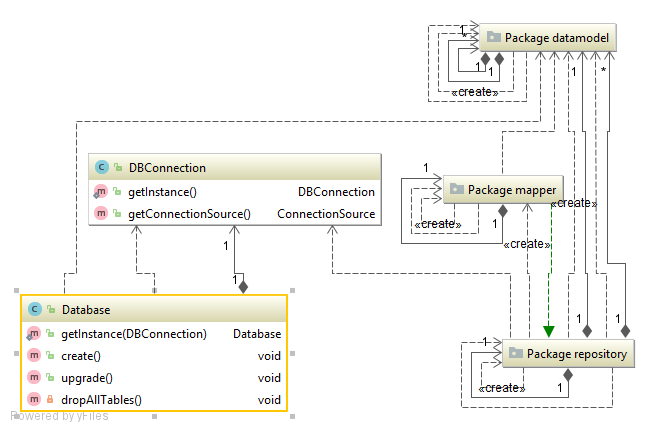 1
*
Package datamodel
1
1
1
*
«create»
C DBConnection
m getInstance() DBConnection
m getConnectionSource() ConnectionSource
1
Package mapper
«create»
1
«create»
«create»
1
1
C Database
m getInstance(DBConnection) Database
m create() void
m upgrade() void
m dropAllTables() void
1
1
1
Package repository
«create»
1
Powered by yFiles